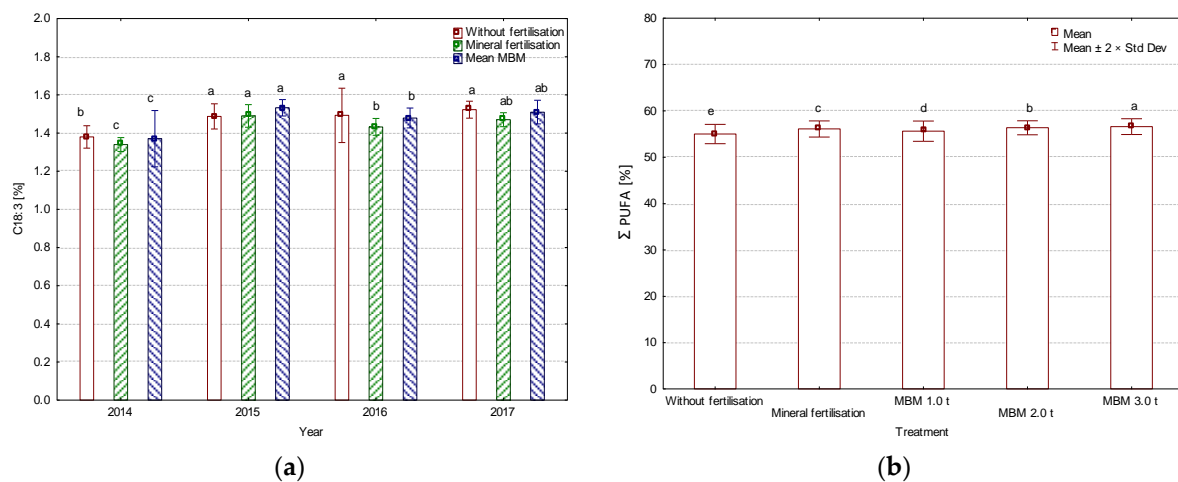 Without fertilisation
Mineral fertilisation
Mean MBM
2.0
1.8
1.6
1.4
1.2
1.0
0.8
0.6
0.4
0.2
0.0
C18:3 [%]
b c c a a a a b b a ab ab
2014 2015 2016 2017
Year
(a)
Mean
Mean ± 2 × Std Dev
80
70
60
50
40
30
20
10
0
Σ PUFA [%]
e c d b a
Without fertilisation MBM 1.0 t MBM 3.0 t
Mineral fertilisation MBM 2.0 t
Treatment
(b)